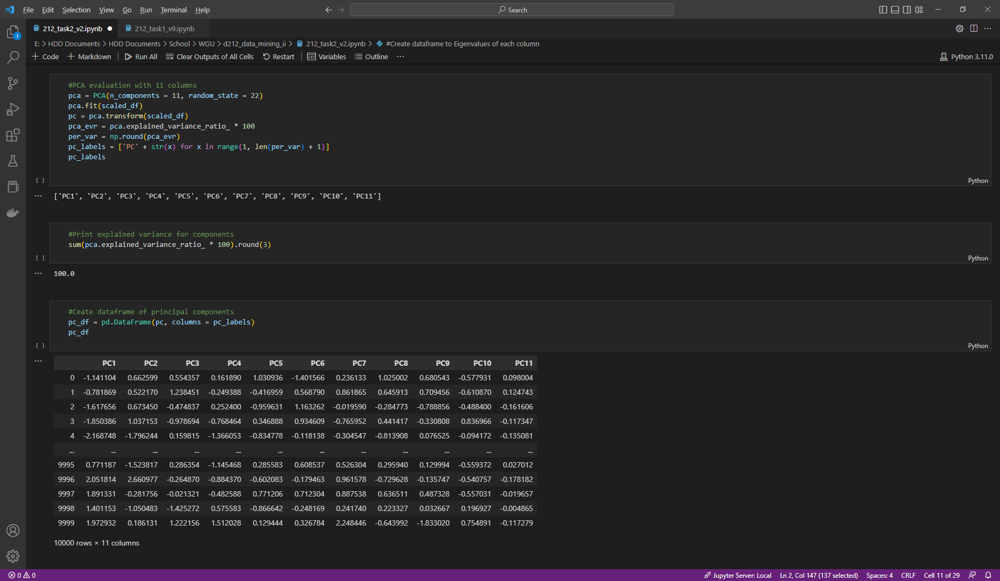 File Edit Selection View Go Run Terminal Help
Search
212_task2_v2.ipynb 212_task1_v9.ipynb
1
E: > HDD Documents > HDD Documents > School > WGU > d212_data_mining_ii > 212_task2_v2.ipynb > #Create dataframe to Eigenvalues of each column
+ Code + Markdown | Run All Clear Outputs of All Cells Restart | Variables Outline ··· Python 3.11.0
#PCA evaluation with 11 columns
pca = PCA(n_components = 11, random_state = 22)
pca.fit(scaled_df)
pc = pca.transform(scaled_df)
pca_evr = pca.explained_variance_ratio_ * 100
per_var = np.round(pca_evr)
pc_labels = ['PC' + str(x) for x in range(1, len(per_var) + 1)]
pc_labels
[ ] Python
··· ['PC1', 'PC2', 'PC3', 'PC4', 'PC5', 'PC6', 'PC7', 'PC8', 'PC9', 'PC10', 'PC11']
#Print explained variance for components
sum(pca.explained_variance_ratio_ * 100).round(3)
[ ] Python
··· 100.0
#Ceate dataframe of principal components
pc_df = pd.DataFrame(pc, columns = pc_labels)
pc_df
[ ] Python
··· PC1 PC2 PC3 PC4 PC5 PC6 PC7 PC8 PC9 PC10 PC11
0 -1.141104 0.662599 0.554357 0.161890 1.030936 -1.401566 0.236133 1.025002 0.680543 -0.577931 0.098004
1 -0.781869 0.522170 1.238451 -0.249388 -0.416959 0.568790 0.861865 0.645913 0.709456 -0.610870 0.124743
2 -1.617656 0.673450 -0.474837 0.252400 -0.959631 1.163262 -0.019590 -0.284773 -0.788856 -0.488400 -0.161606
3 -1.850386 1.037153 -0.978694 -0.768464 0.346888 0.934609 -0.765952 0.441417 -0.330808 0.836966 -0.117347
4 -2.168748 -1.796244 0.159815 -1.366053 -0.834778 -0.118138 -0.304547 -0.813908 0.076525 -0.094172 -0.135081
... ... ... ... ... ... ... ... ... ... ... ...
9995 0.771187 -1.523817 0.286354 -1.145468 0.285583 0.608537 0.526304 0.295940 0.129994 -0.559372 0.027012
9996 2.051814 2.660977 -0.264870 -0.884370 -0.602083 -0.179463 0.961578 -0.729628 -0.135747 -0.540757 -0.178182
9997 1.891331 -0.281756 -0.021321 -0.482588 0.771206 0.712304 0.887538 0.636511 0.487328 -0.557031 -0.019657
9998 1.401153 -1.050483 -1.425272 0.575583 -0.866642 -0.248169 0.241740 0.223327 0.032667 0.196927 -0.004865
9999 1.972932 0.186131 1.222156 1.512028 0.129444 0.326784 2.248446 -0.643992 -1.833020 0.754891 -0.117279
10000 rows × 11 columns
0 0 Jupyter Server: Local Ln 2, Col 147 (137 selected) Spaces: 4 CRLF Cell 11 of 29